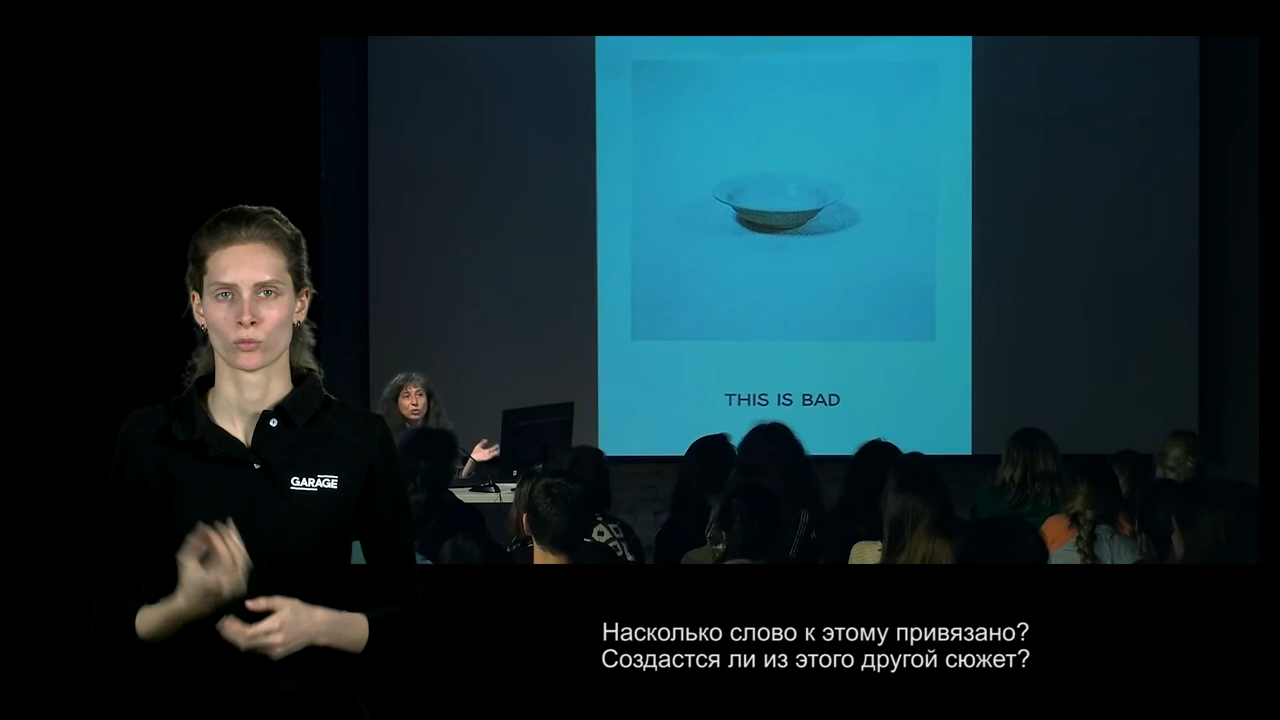 THIS IS BAD
GARAGE
Насколько слово к этому привязано?
Создастся ли из этого другой сюжет?